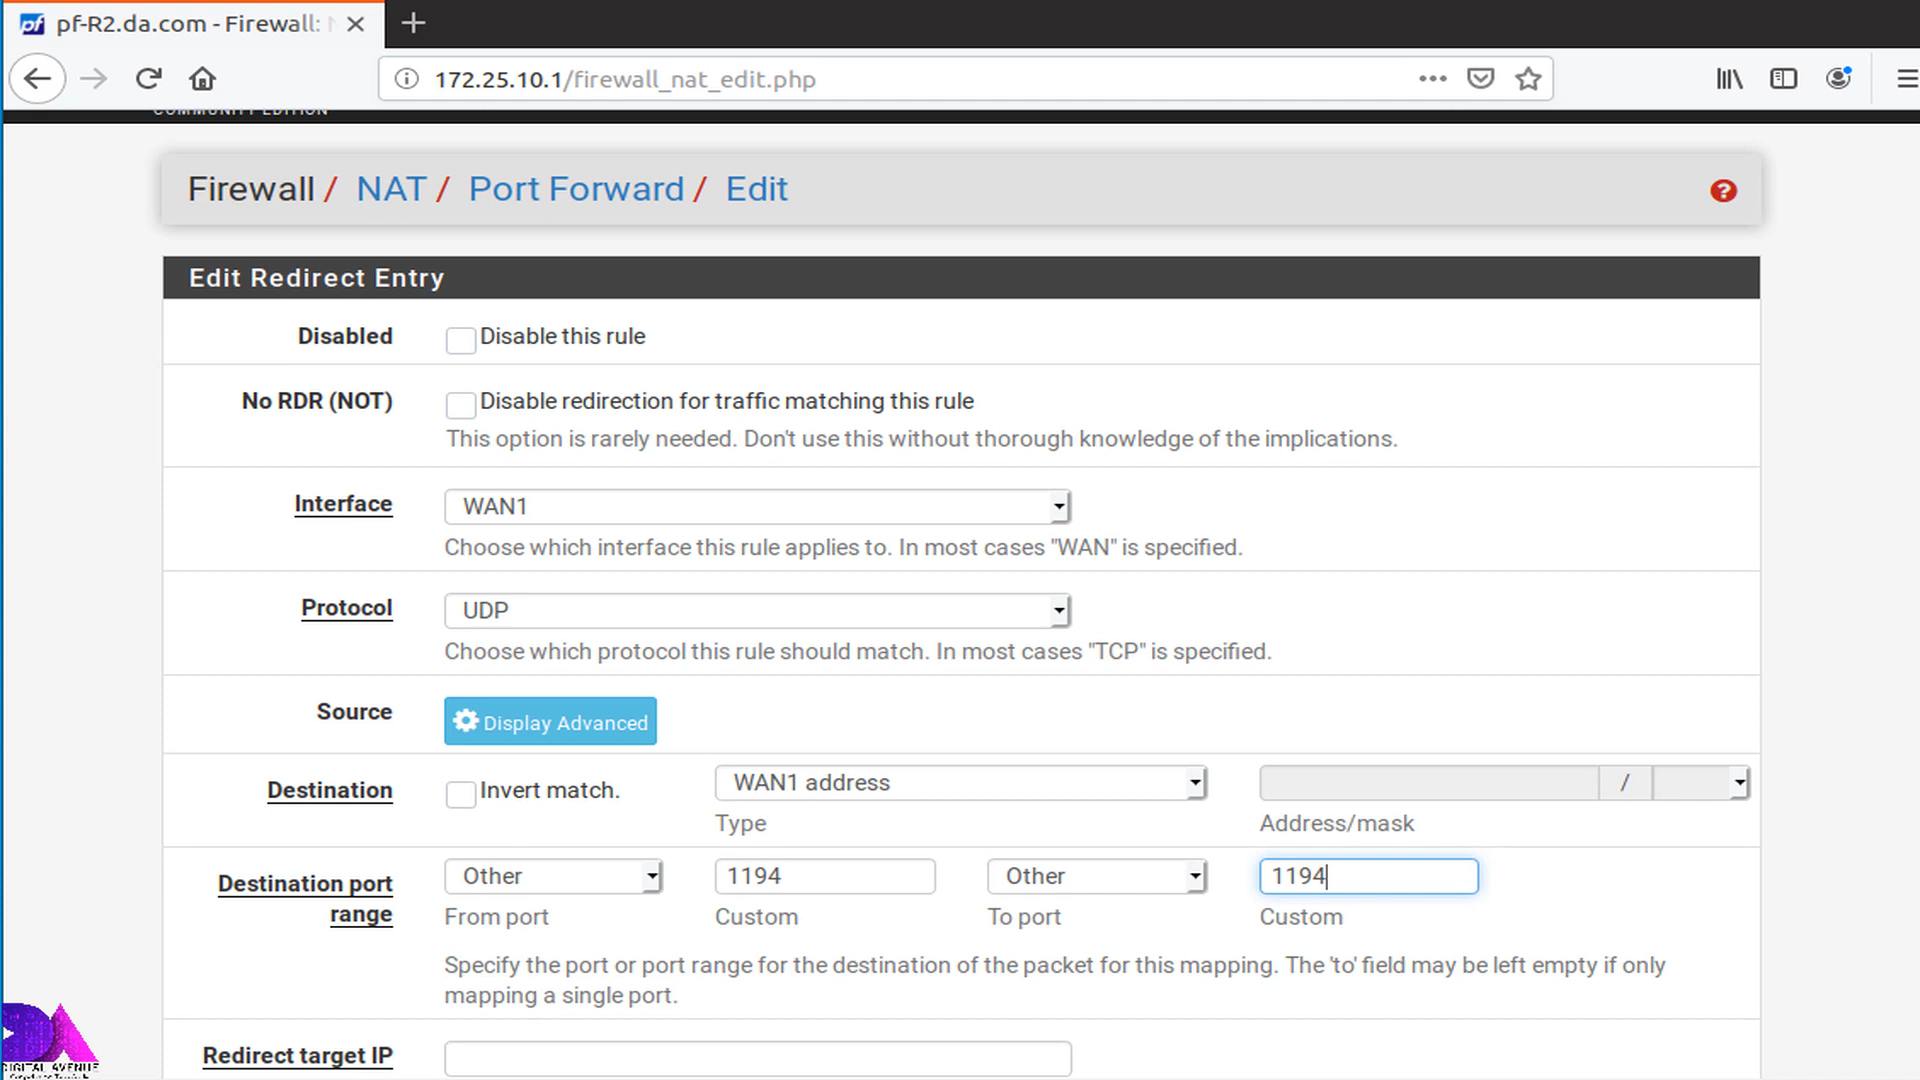 pf-R2.da.com - Firewall:
172.25.10.1/firewall_nat_edit.php
COMMUNITY EDITION
Firewall / NAT / Port Forward / Edit
Edit Redirect Entry
Disabled Disable this rule
No RDR (NOT) Disable redirection for traffic matching this rule
This option is rarely needed. Don't use this without thorough knowledge of the implications.
Interface WAN1
Choose which interface this rule applies to. In most cases "WAN" is specified.
Protocol UDP
Choose which protocol this rule should match. In most cases "TCP" is specified.
Source Display Advanced
Destination Invert match. WAN1 address /
Type Address/mask
Destination port range Other 1194 Other 1194
From port Custom To port Custom
Specify the port or port range for the destination of the packet for this mapping. The 'to' field may be left empty if only
mapping a single port.
Redirect target IP
DIGITAL AVENUE